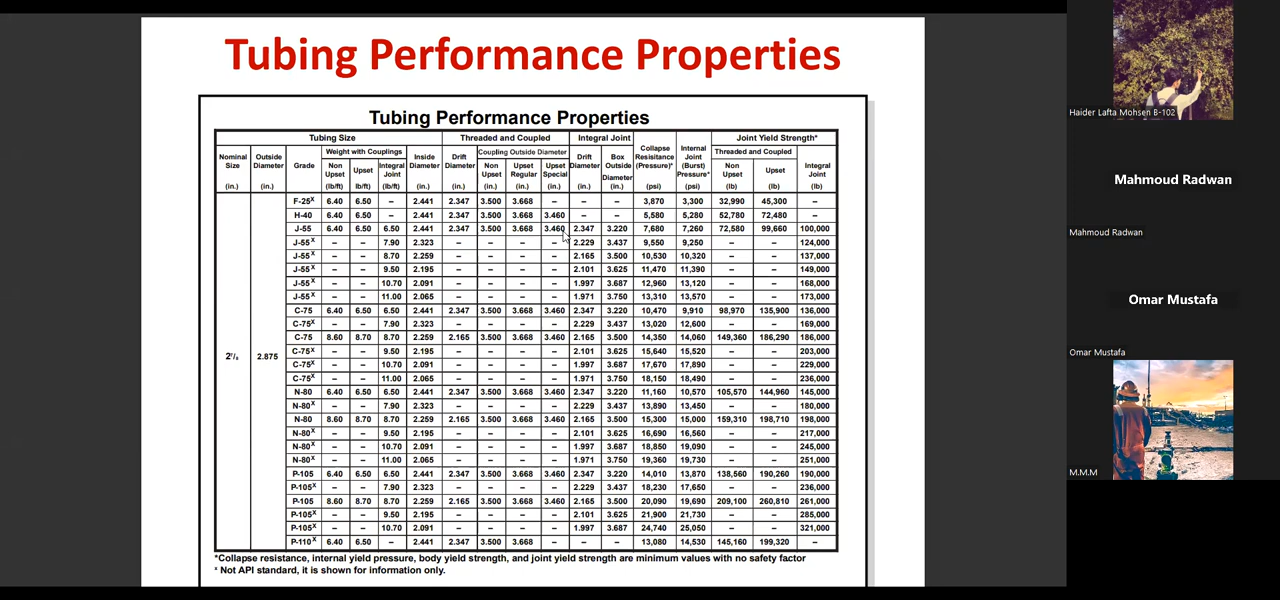 Tubing Performance Properties
Tubing Performance Properties
Tubing Size Threaded and Coupled Integral Joint Collapse Resisitance (Pressure)* (psi) Internal Joint (Burst) Pressure* (psi) Joint Yield Strength*
Nominal Size (in.) Outside Diameter (in.) Grade Weight with Couplings Inside Diameter (in.) Drift Diameter (in.) Coupling Outside Diameter Drift Diameter (in.) Box Outside Diameter (in.) Threaded and Coupled Integral Joint (lb)
Non Upset (lb/ft) Upset (lb/ft) Integral Joint (lb/ft) Non Upset (in.) Upset Regular (in.) Upset Special (in.) Non Upset (lb) Upset (lb)
F-25X 6.40 6.50 – 2.441 2.347 3.500 3.668 – – – 3,870 3,300 32,990 45,300 –
H-40 6.40 6.50 – 2.441 2.347 3.500 3.668 3.460 – – 5,580 5,280 52,780 72,480 –
J-55 6.40 6.50 6.50 2.441 2.347 3.500 3.668 3.460 2.347 3.220 7,680 7,260 72,580 99,660 100,000
J-55X – – 7.90 2.323 – – – – 2.229 3.437 9,550 9,250 – – 124,000
J-55X – – 8.70 2.259 – – – – 2.165 3.500 10,530 10,320 – – 137,000
J-55X – – 9.50 2.195 – – – – 2.101 3.625 11,470 11,390 – – 149,000
J-55X – – 10.70 2.091 – – – – 1.997 3.687 12,960 13,120 – – 168,000
J-55X – – 11.00 2.065 – – – – 1.971 3.750 13,310 13,570 – – 173,000
C-75 6.40 6.50 6.50 2.441 2.347 3.500 3.668 3.460 2.347 3.220 10,470 9,910 98,970 135,900 136,000
C-75X – – 7.90 2.323 – – – – 2.229 3.437 13,020 12,600 – – 169,000
C-75 8.60 8.70 8.70 2.259 2.165 3.500 3.668 3.460 2.165 3.500 14,350 14,060 149,360 186,290 186,000
C-75X – – 9.50 2.195 – – – – 2.101 3.625 15,640 15,520 – – 203,000
2⁷/₈ 2.875
C-75X – – 10.70 2.091 – – – – 1.997 3.687 17,670 17,890 – – 229,000
C-75X – – 11.00 2.065 – – – – 1.971 3.750 18,150 18,490 – – 236,000
N-80 6.40 6.50 6.50 2.441 2.347 3.500 3.668 3.460 2.347 3.220 11,160 10,570 105,570 144,960 145,000
N-80X – – 7.90 2.323 – – – – 2.229 3.437 13,890 13,450 – – 180,000
N-80 8.60 8.70 8.70 2.259 2.165 3.500 3.668 3.460 2.165 3.500 15,300 15,000 159,310 198,710 198,000
N-80X – – 9.50 2.195 – – – – 2.101 3.625 16,690 16,560 – – 217,000
N-80X – – 10.70 2.091 – – – – 1.997 3.687 18,850 19,090 – – 245,000
N-80X – – 11.00 2.065 – – – – 1.971 3.750 19,360 19,730 – – 251,000
P-105 6.40 6.50 6.50 2.441 2.347 3.500 3.668 3.460 2.347 3.220 14,010 13,870 138,560 190,260 190,000
P-105X – – 7.90 2.323 – – – – 2.229 3.437 18,230 17,650 – – 236,000
P-105 8.60 8.70 8.70 2.259 2.165 3.500 3.668 3.460 2.165 3.500 20,090 19,690 209,100 260,810 261,000
P-105X – – 9.50 2.195 – – – – 2.101 3.625 21,900 21,730 – – 285,000
P-105X – – 10.70 2.091 – – – – 1.997 3.687 24,740 25,050 – – 321,000
P-110X 6.40 6.50 – 2.441 2.347 3.500 3.668 – – – 13,080 14,530 145,160 199,320 –
*Collapse resistance, internal yield pressure, body yield strength, and joint yield strength are minimum values with no safety factor
x Not API standard, it is shown for information only.
Haider Lafta Mohsen B-102
Mahmoud Radwan
Mahmoud Radwan
Omar Mustafa
Omar Mustafa
M.M.M